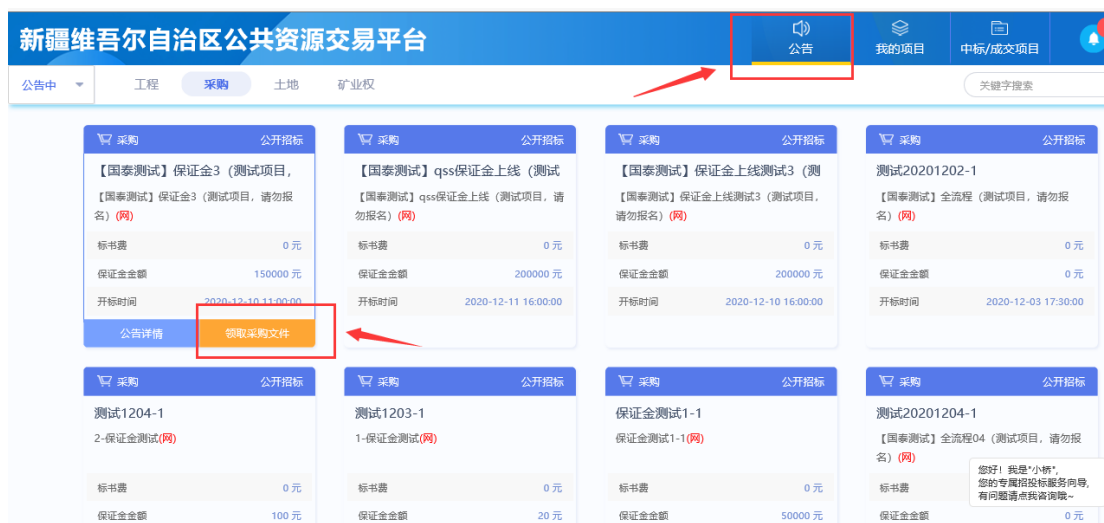 新疆维吾尔自治区公共资源交易平台
公告
我的项目
中标/成交项目
公告中
工程
采购
土地
矿业权
关键字搜索
采购 公开招标
【国泰测试】保证金3（测试项目,
【国泰测试】保证金3（测试项目，请勿报
名）(网)
标书费 0 元
保证金金额 150000 元
开标时间 2020-12-10 11:00:00
公告详情
领取采购文件
采购 公开招标
【国泰测试】qss保证金上线（测试
【国泰测试】qss保证金上线（测试项目，请
勿报名）(网)
标书费 0 元
保证金金额 200000 元
开标时间 2020-12-11 16:00:00
采购 公开招标
【国泰测试】保证金上线测试3（测
【国泰测试】保证金上线测试3（测试项目，
请勿报名）(网)
标书费 0 元
保证金金额 200000 元
开标时间 2020-12-10 16:00:00
采购 公开招标
测试20201202-1
【国泰测试】全流程（测试项目，请勿报
名）(网)
标书费 0 元
保证金金额 0 元
开标时间 2020-12-03 17:30:00
采购 公开招标
测试1204-1
2-保证金测试(网)
标书费 0 元
保证金金额 100 元
采购 公开招标
测试1203-1
1-保证金测试(网)
标书费 0 元
保证金金额 20 元
采购 公开招标
保证金测试1-1
保证金测试1-1(网)
标书费 0 元
保证金金额 50000 元
采购 公开招标
测试20201204-1
【国泰测试】全流程04（测试项目，请勿报
名）(网)
标书费
保证金金额 0 元
您好！我是"小桥",
您的专属招投标服务向导,
有问题请点我咨询哦~